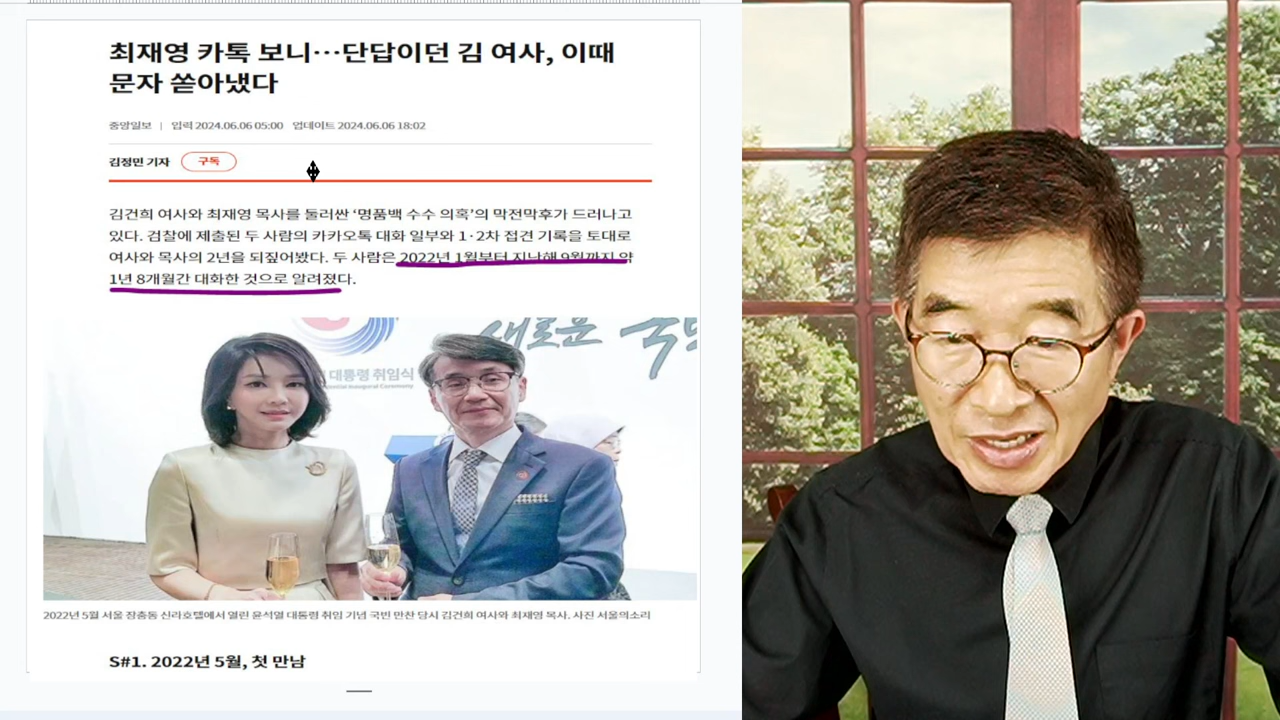 최재영 카톡 보니…단답이던 김 여사, 이때
문자 쏟아냈다
중앙일보 | 입력 2024.06.06 05:00 업데이트 2024.06.06 18:02
김정민 기자 구독
김건희 여사와 최재영 목사를 둘러싼 ‘명품백 수수 의혹’의 막전막후가 드러나고
있다. 검찰에 제출된 두 사람의 카카오톡 대화 일부와 1·2차 접견 기록을 토대로
여사와 목사의 2년을 되짚어봤다. 두 사람은 2022년 1월부터 지난해 9월까지 약
1년 8개월간 대화한 것으로 알려졌다.
새로운 국
대통령 취임식
2022년 5월 서울 장충동 신라호텔에서 열린 윤석열 대통령 취임 기념 국빈 만찬 당시 김건희 여사와 최재영 목사. 사진 서울의소리
S#1. 2022년 5월, 첫 만남